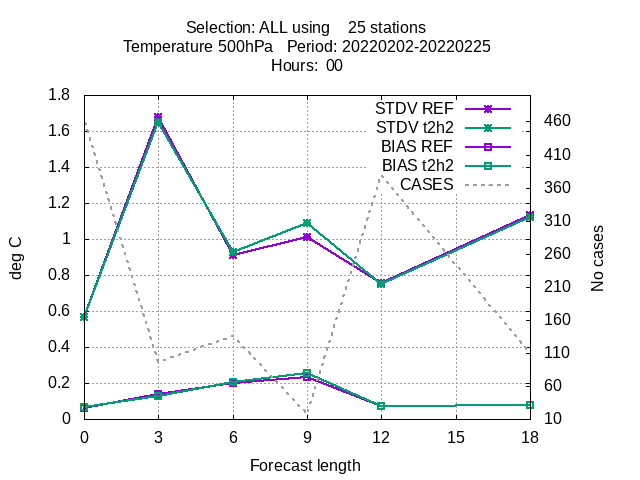 Selection: ALL using    25 stations
Temperature 500hPa   Period: 20220202-20220225
Hours:  00
STDV REF
STDV t2h2
BIAS REF
BIAS t2h2
CASES
1.8
1.6
1.4
1.2
1
0.8
0.6
0.4
0.2
0
deg C
460
410
360
310
260
210
160
110
60
10
No cases
0 3 6 9 12 15 18
Forecast length